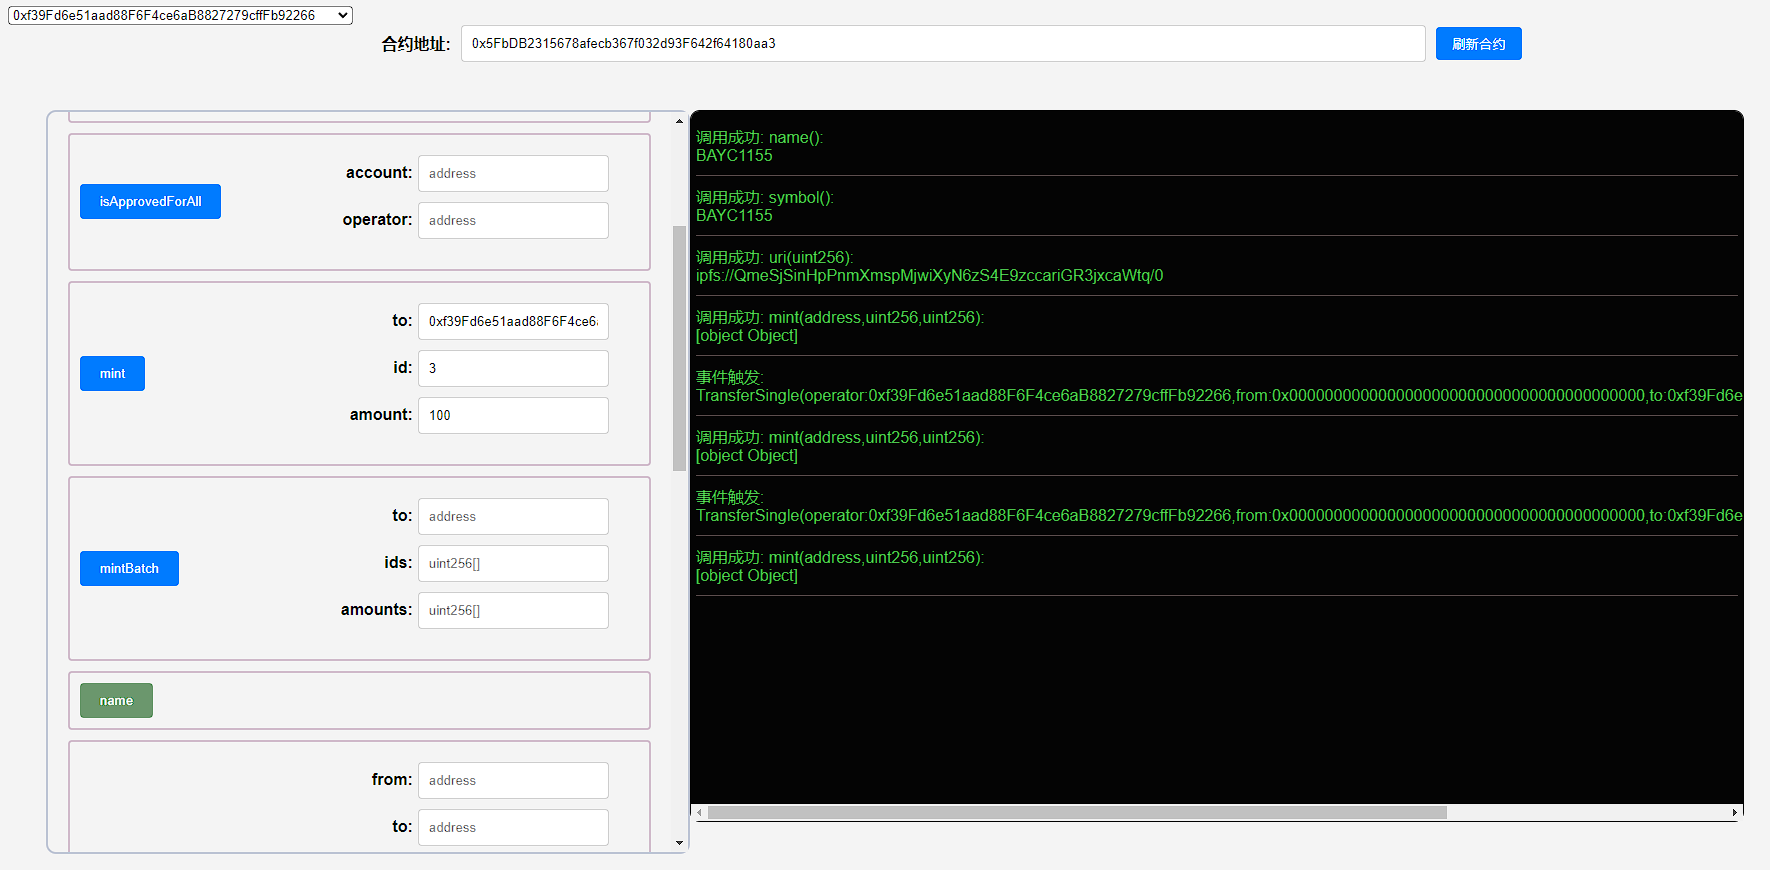 0xf39Fd6e51aad88F6F4ce6aB8827279cffFb92266
合约地址: 0x5FbDB2315678afecb367f032d93F642f64180aa3 刷新合约
isApprovedForAll
account: address
operator: address
mint
to: 0xf39Fd6e51aad88F6F4ce6
id: 3
amount: 100
mintBatch
to: address
ids: uint256[]
amounts: uint256[]
name
from: address
to: address
调用成功: name():
BAYC1155
调用成功: symbol():
BAYC1155
调用成功: uri(uint256):
ipfs://QmeSjSinHpPnmXmspMjwiXyN6zS4E9zccariGR3jxcaWtq/0
调用成功: mint(address,uint256,uint256):
[object Object]
事件触发:
TransferSingle(operator:0xf39Fd6e51aad88F6F4ce6aB8827279cffFb92266,from:0x0000000000000000000000000000000000000000,to:0xf39Fd6e
调用成功: mint(address,uint256,uint256):
[object Object]
事件触发:
TransferSingle(operator:0xf39Fd6e51aad88F6F4ce6aB8827279cffFb92266,from:0x0000000000000000000000000000000000000000,to:0xf39Fd6e
调用成功: mint(address,uint256,uint256):
[object Object]